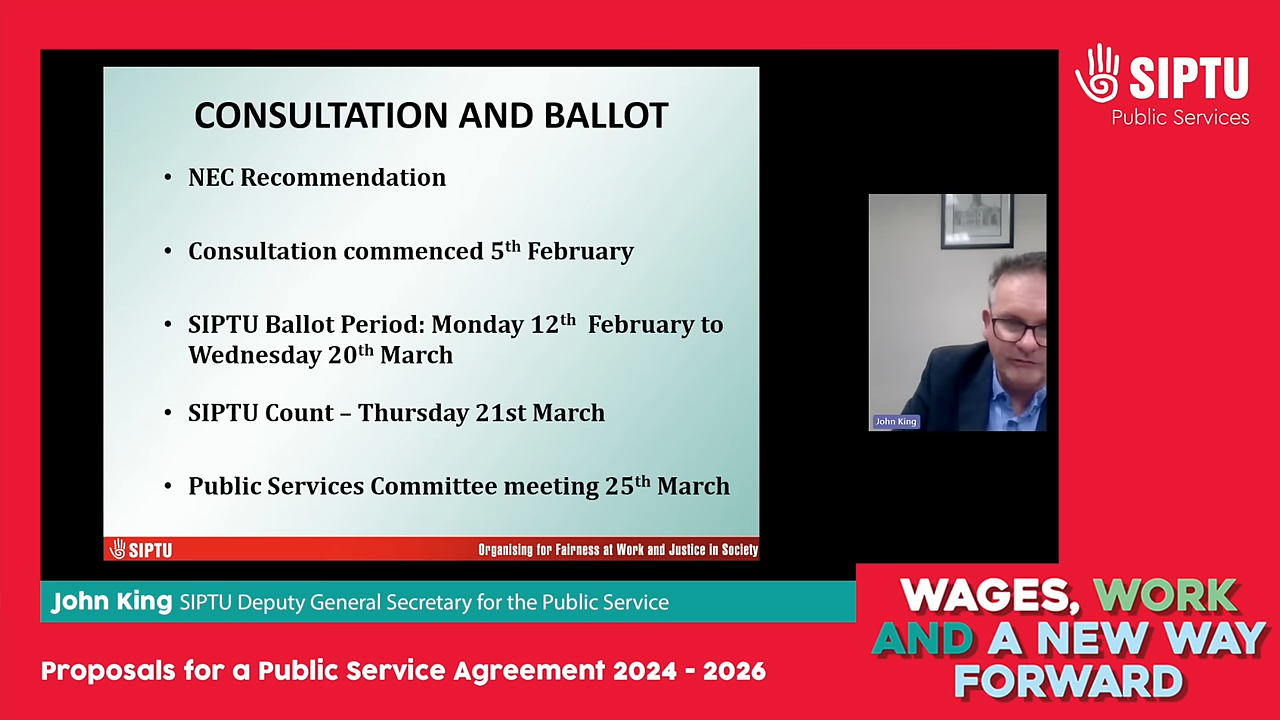 SIPTU
Public Services
CONSULTATION AND BALLOT
• NEC Recommendation
• Consultation commenced 5th February
• SIPTU Ballot Period: Monday 12th February to
Wednesday 20th March
• SIPTU Count – Thursday 21st March
• Public Services Committee meeting 25th March
SIPTU
Organising for Fairness at Work and Justice in Society
John King
John King SIPTU Deputy General Secretary for the Public Service
Proposals for a Public Service Agreement 2024 - 2026
WAGES, WORK
AND A NEW WAY
FORWARD